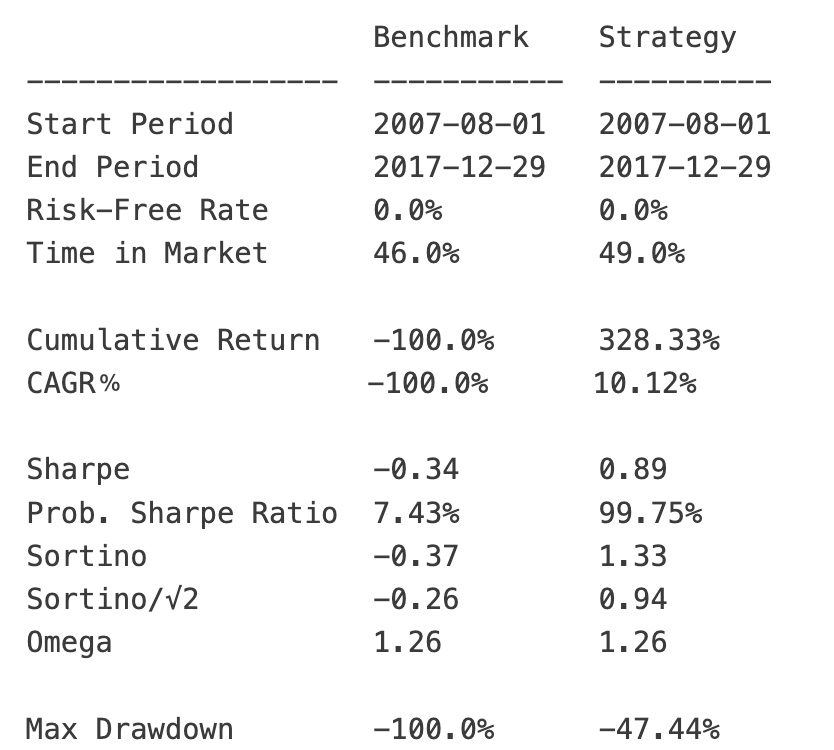 Benchmark Strategy
------------------ ----------- ----------
Start Period 2007-08-01 2007-08-01
End Period 2017-12-29 2017-12-29
Risk-Free Rate 0.0% 0.0%
Time in Market 46.0% 49.0%
Cumulative Return -100.0% 328.33%
CAGR﹪ -100.0% 10.12%
Sharpe -0.34 0.89
Prob. Sharpe Ratio 7.43% 99.75%
Sortino -0.37 1.33
Sortino/√2 -0.26 0.94
Omega 1.26 1.26
Max Drawdown -100.0% -47.44%